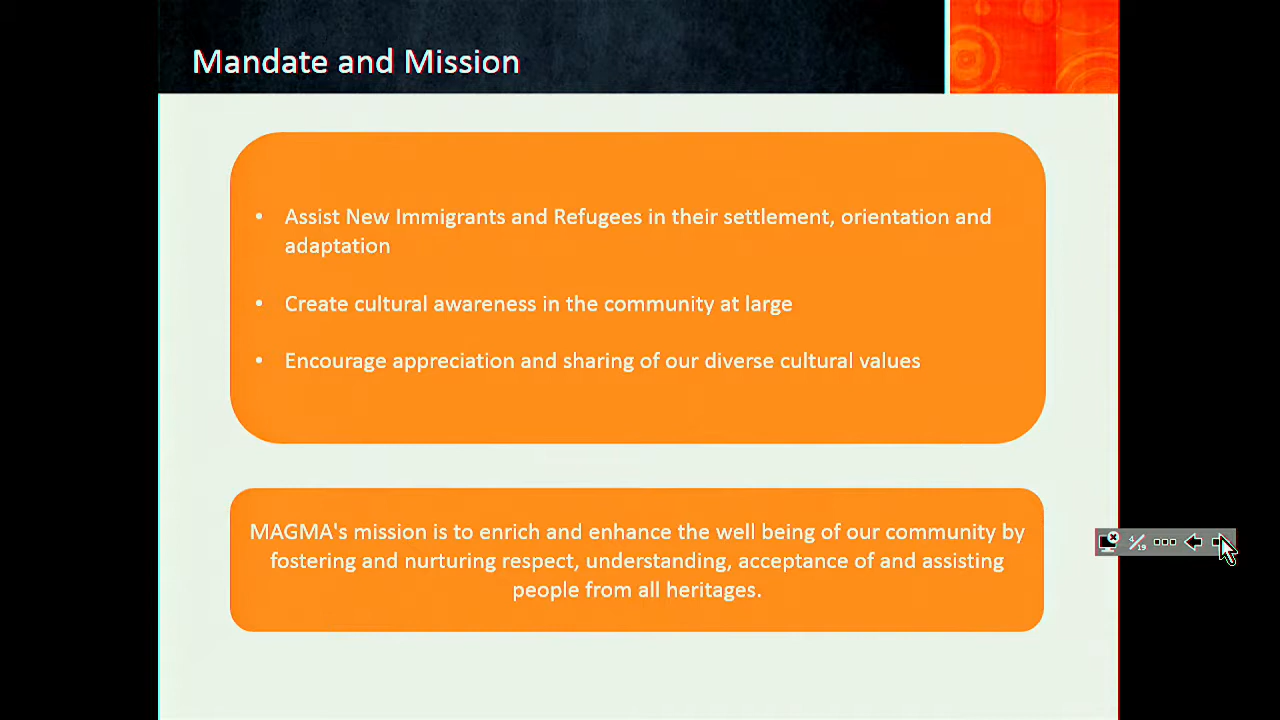 Mandate and Mission
• Assist New Immigrants and Refugees in their settlement, orientation and
adaptation
• Create cultural awareness in the community at large
• Encourage appreciation and sharing of our diverse cultural values
MAGMA's mission is to enrich and enhance the well being of our community by
fostering and nurturing respect, understanding, acceptance of and assisting
people from all heritages.
4/19